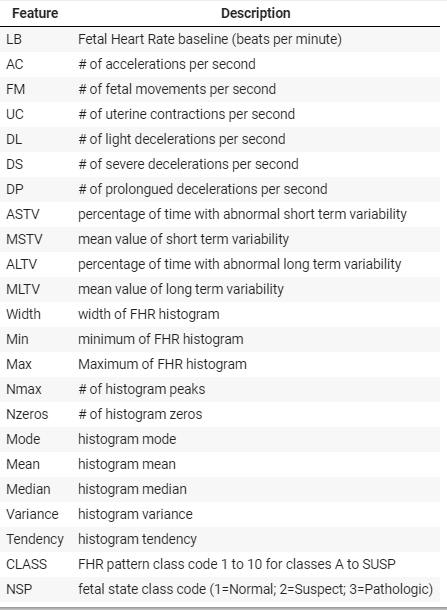 Feature Description
LB Fetal Heart Rate baseline (beats per minute)
AC # of accelerations per second
FM # of fetal movements per second
UC # of uterine contractions per second
DL # of light decelerations per second
DS # of severe decelerations per second
DP # of prolongued decelerations per second
ASTV percentage of time with abnormal short term variability
MSTV mean value of short term variability
ALTV percentage of time with abnormal long term variability
MLTV mean value of long term variability
Width width of FHR histogram
Min minimum of FHR histogram
Max Maximum of FHR histogram
Nmax # of histogram peaks
Nzeros # of histogram zeros
Mode histogram mode
Mean histogram mean
Median histogram median
Variance histogram variance
Tendency histogram tendency
CLASS FHR pattern class code 1 to 10 for classes A to SUSP
NSP fetal state class code (1=Normal; 2=Suspect; 3=Pathologic)